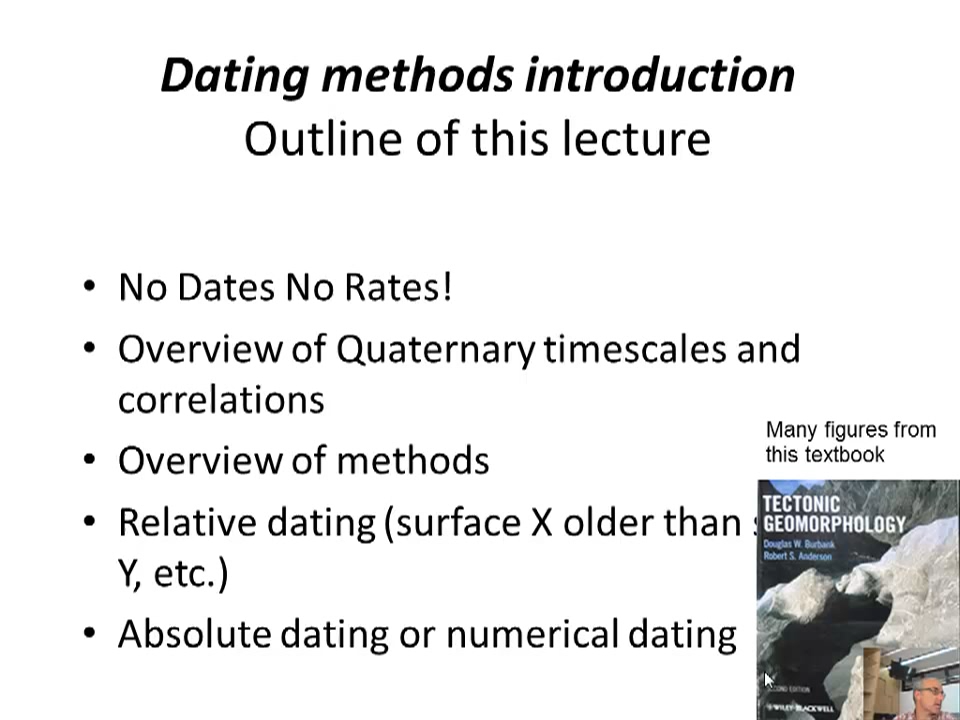 Dating methods introduction
Outline of this lecture
• No Dates No Rates!
• Overview of Quaternary timescales and
correlations
• Overview of methods
• Relative dating (surface X older than
Y, etc.)
• Absolute dating or numerical dating
Many figures from
this textbook
TECTONIC
GEOMORPHOLOGY
Douglas W. Burbank
Robert S. Anderson
EDITION
WILEY-BLACKWELL